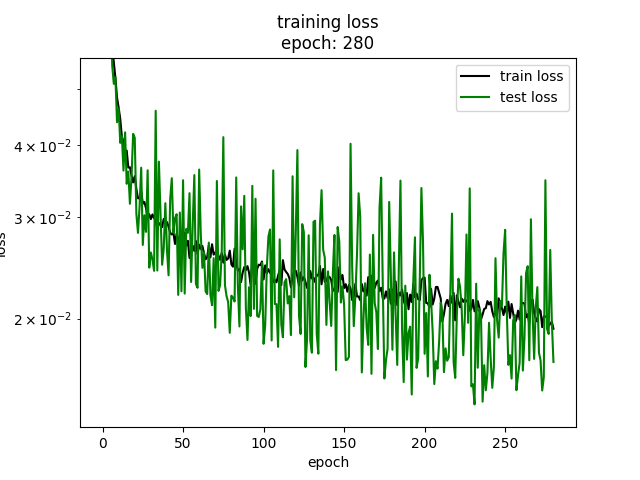 training loss
epoch: 280
train loss
test loss
4 × 10⁻²
3 × 10⁻²
2 × 10⁻²
loss
0 50 100 150 200 250
epoch